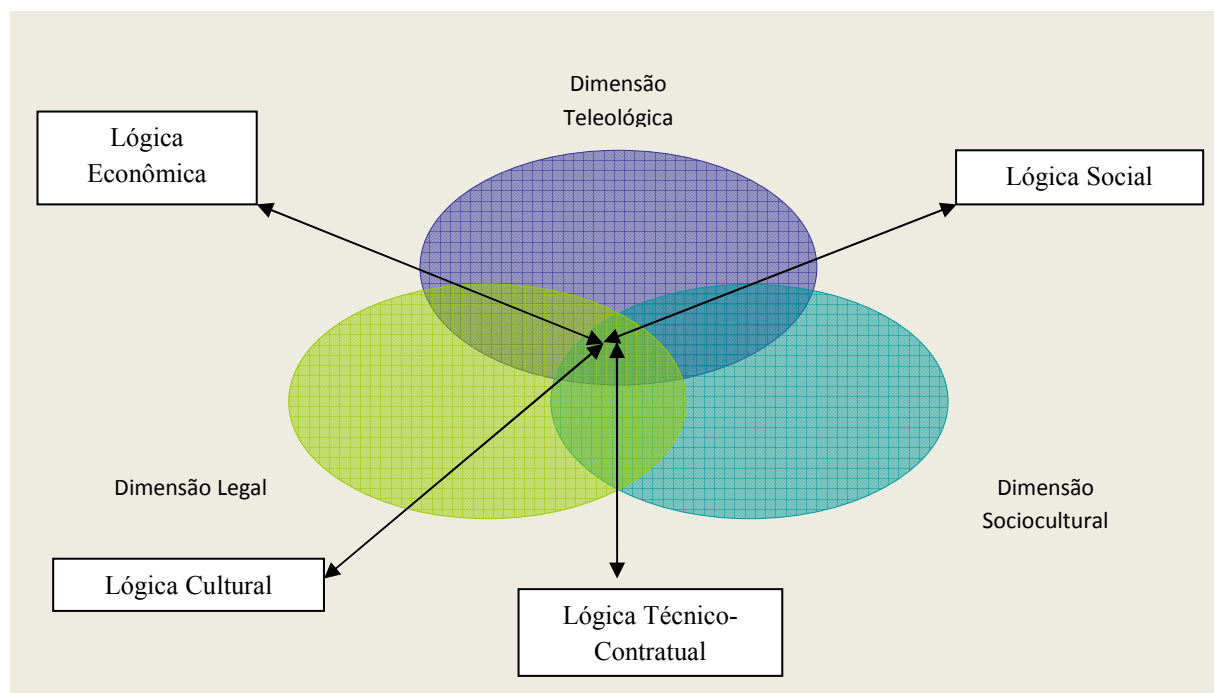 Dimensão
Teleológica
Lógica
Econômica
Lógica Social
Dimensão Legal
Dimensão
Sociocultural
Lógica Cultural
Lógica Técnico-
Contratual